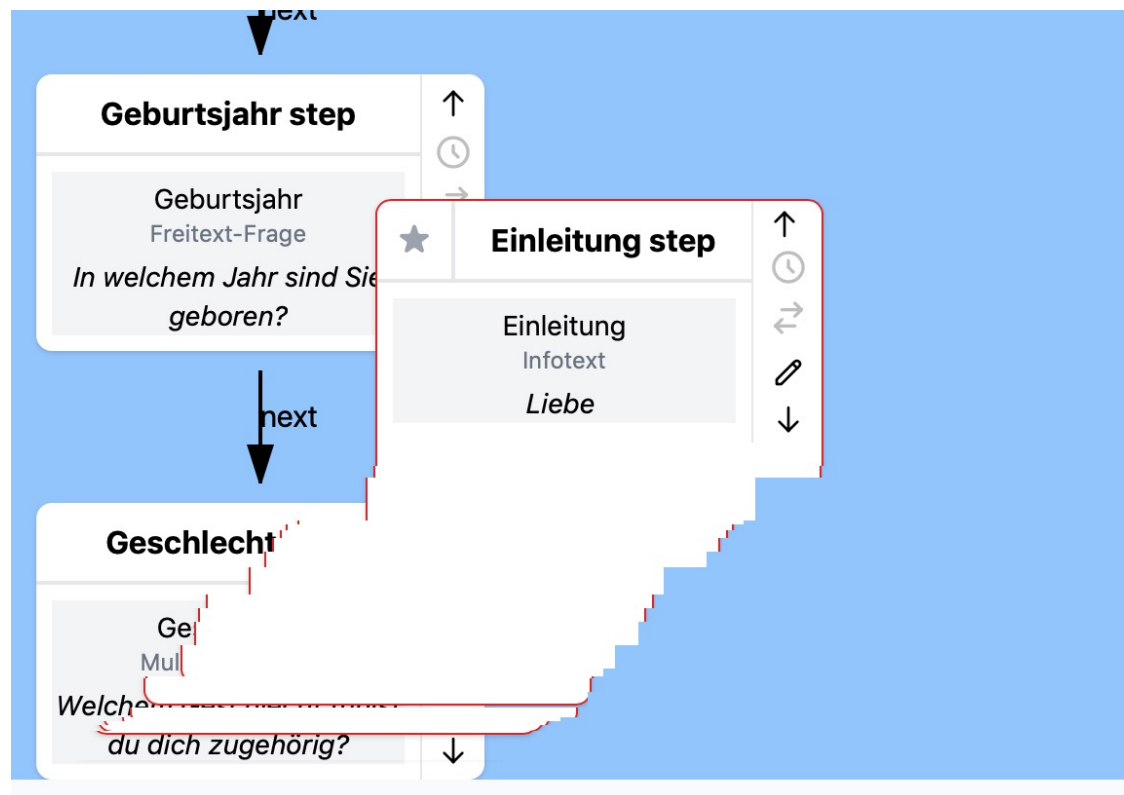 next
Geburtsjahr step
Geburtsjahr
Freitext-Frage
In welchem Jahr sind Sie
geboren?
Einleitung step
Einleitung
Infotext
Liebe
next
Geschlecht
du dich zugehörig?